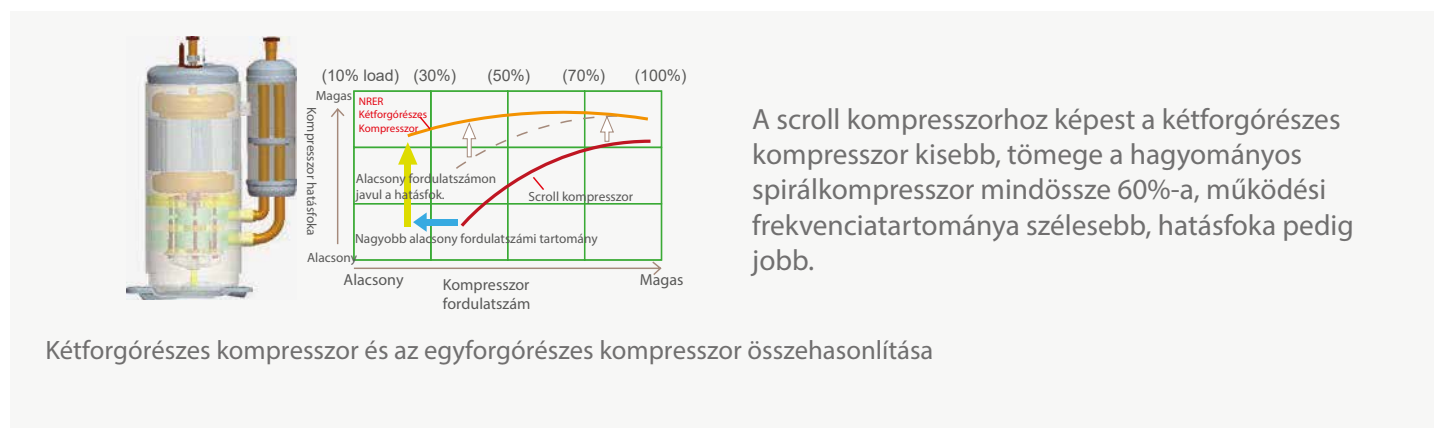 (10% load) (30%) (50%) (70%) (100%)
Magas
Kompresszor hatásfoka
Alacsony
NRER
Kétforgórészes
Kompresszor
Alacsony fordulatszámon
javul a hatásfok.
Scroll kompresszor
Nagyobb alacsony fordulatszámi tartomány
Alacsony
Kompresszor
fordulatszám
Magas
A scroll kompresszorhoz képest a kétforgórészes
kompresszor kisebb, tömege a hagyományos
spirálkompresszor mindössze 60%-a, működési
frekvenciatartománya szélesebb, hatásfoka pedig
jobb.
Kétforgórészes kompresszor és az egyforgórészes kompresszor összehasonlítása